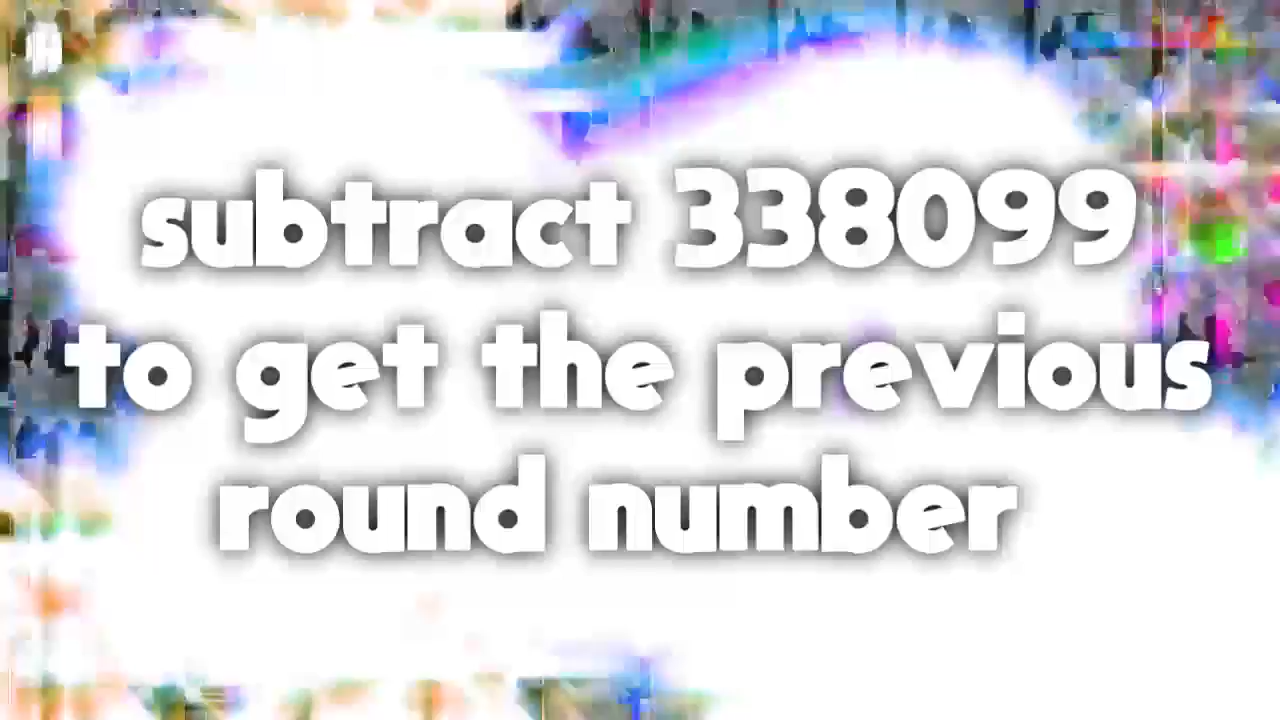 subtract 338099
to get the previous
round number